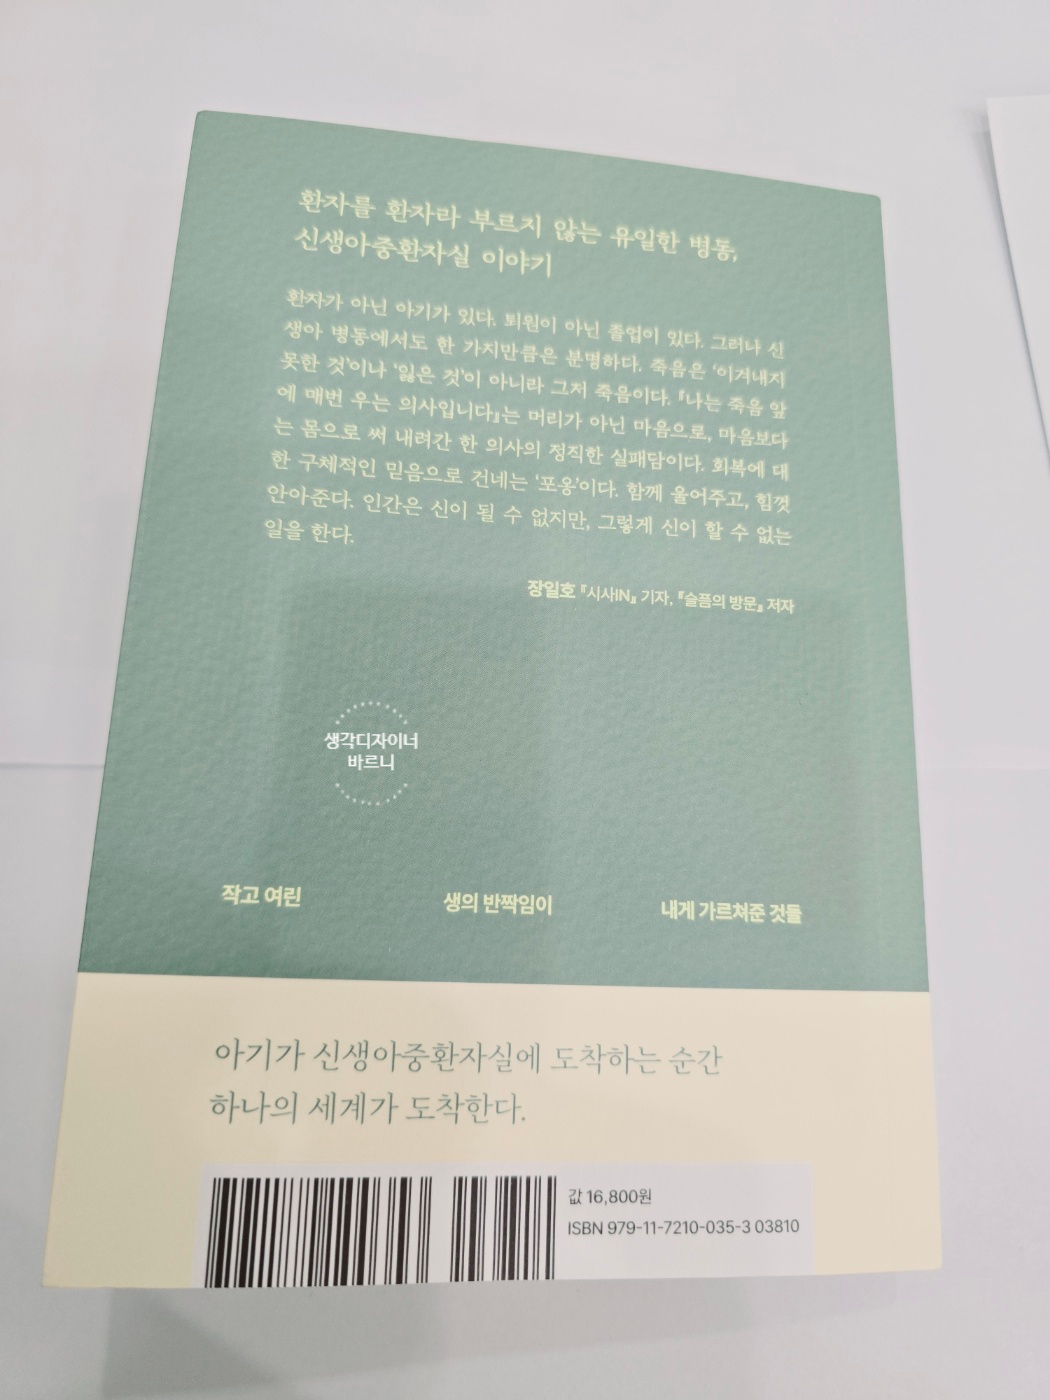 환자를 환자라 부르지 않는 유일한 병동,
신생아중환자실 이야기
환자가 아닌 아기가 있다. 퇴원이 아닌 졸업이 있다. 그러나 신
생아 병동에서도 한 가지만큼은 분명하다. 죽음은 ‘이겨내지
못한 것’이나 ‘잃은 것’이 아니라 그저 죽음이다. 『나는 죽음 앞
에 매번 우는 의사입니다』는 머리가 아닌 마음으로, 마음보다
는 몸으로 써 내려간 한 의사의 정직한 실패담이다. 회복에 대
한 구체적인 믿음으로 건네는 ‘포옹’이다. 함께 울어주고, 힘껏
안아준다. 인간은 신이 될 수 없지만, 그렇게 신이 할 수 없는
일을 한다.
장일호 『시사IN』 기자, 『슬픔의 방문』 저자
생각디자이너
바르니
작고 여린 생의 반짝임이 내게 가르쳐준 것들
아기가 신생아중환자실에 도착하는 순간
하나의 세계가 도착한다.
값 16,800원
ISBN 979-11-7210-035-3 03810